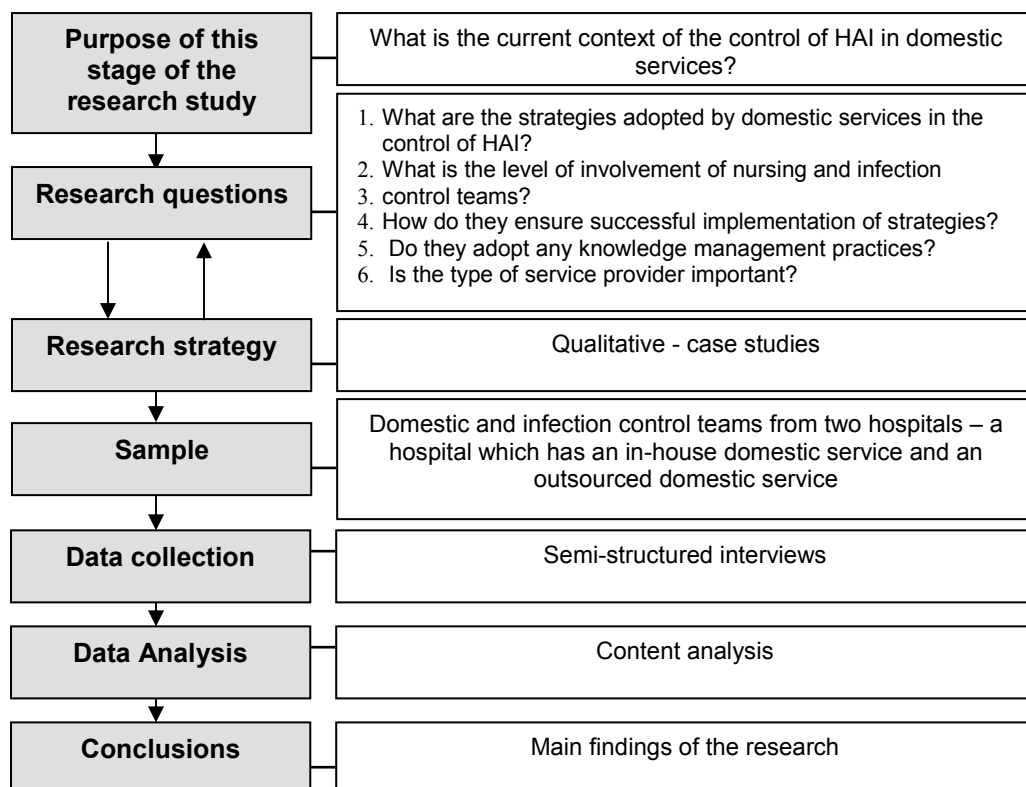 Purpose of this
stage of the
research study
What is the current context of the control of HAI in domestic
services?
Research questions
1. What are the strategies adopted by domestic services in the
control of HAI?
2. What is the level of involvement of nursing and infection
3. control teams?
4. How do they ensure successful implementation of strategies?
5. Do they adopt any knowledge management practices?
6. Is the type of service provider important?
Research strategy
Qualitative - case studies
Sample
Domestic and infection control teams from two hospitals – a
hospital which has an in-house domestic service and an
outsourced domestic service
Data collection
Semi-structured interviews
Data Analysis
Content analysis
Conclusions
Main findings of the research